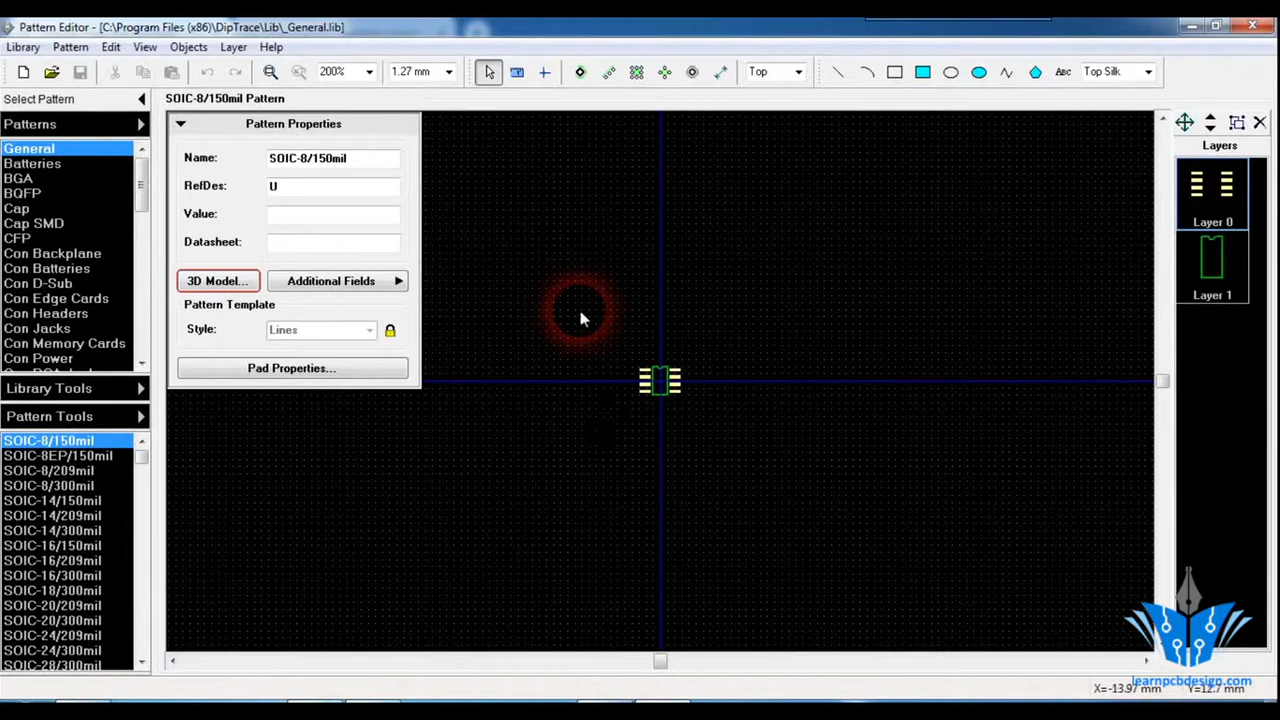 Pattern Editor - [C:\Program Files (x86)\DipTrace\Lib\_General.lib]
Library Pattern Edit View Objects Layer Help
200% 1.27 mm Top Abc Top Silk
Select Pattern
SOIC-8/150mil Pattern
Patterns
General
Batteries
BGA
BQFP
Cap
Cap SMD
CFP
Con Backplane
Con Batteries
Con D-Sub
Con Edge Cards
Con Headers
Con Jacks
Con Memory Cards
Con Power
Library Tools
Pattern Tools
SOIC-8/150mil
SOIC-8EP/150mil
SOIC-8/209mil
SOIC-8/300mil
SOIC-14/150mil
SOIC-14/209mil
SOIC-14/300mil
SOIC-16/150mil
SOIC-16/209mil
SOIC-16/300mil
SOIC-18/300mil
SOIC-20/209mil
SOIC-20/300mil
SOIC-24/209mil
SOIC-24/300mil
SOIC-28/300mil
Pattern Properties
Name: SOIC-8/150mil
RefDes: U
Value:
Datasheet:
3D Model... Additional Fields
Pattern Template
Style: Lines
Pad Properties...
Layers
Layer 0
Layer 1
learnpcbdesign.com
X=-13.97 mm Y=12.7 mm